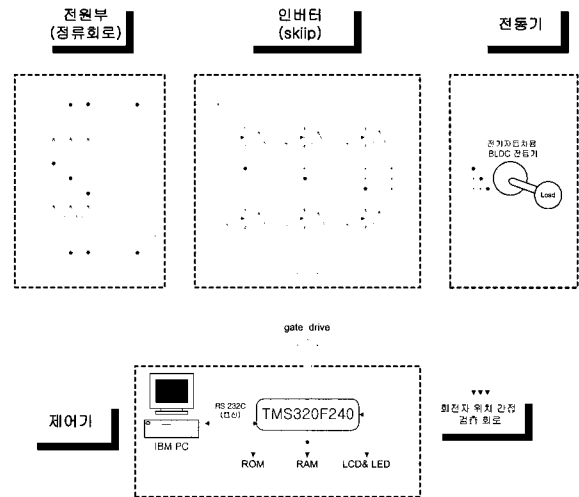 전원부
(정류회로)
인버터
(skiip)
전동기
전기자동차용
BLDC 전동기
Load
gate drive
제어기
IBM PC
RS 232C
(통신)
TMS320F240
ROM
RAM
LCD& LED
회전자 위치 간접
검출 회로